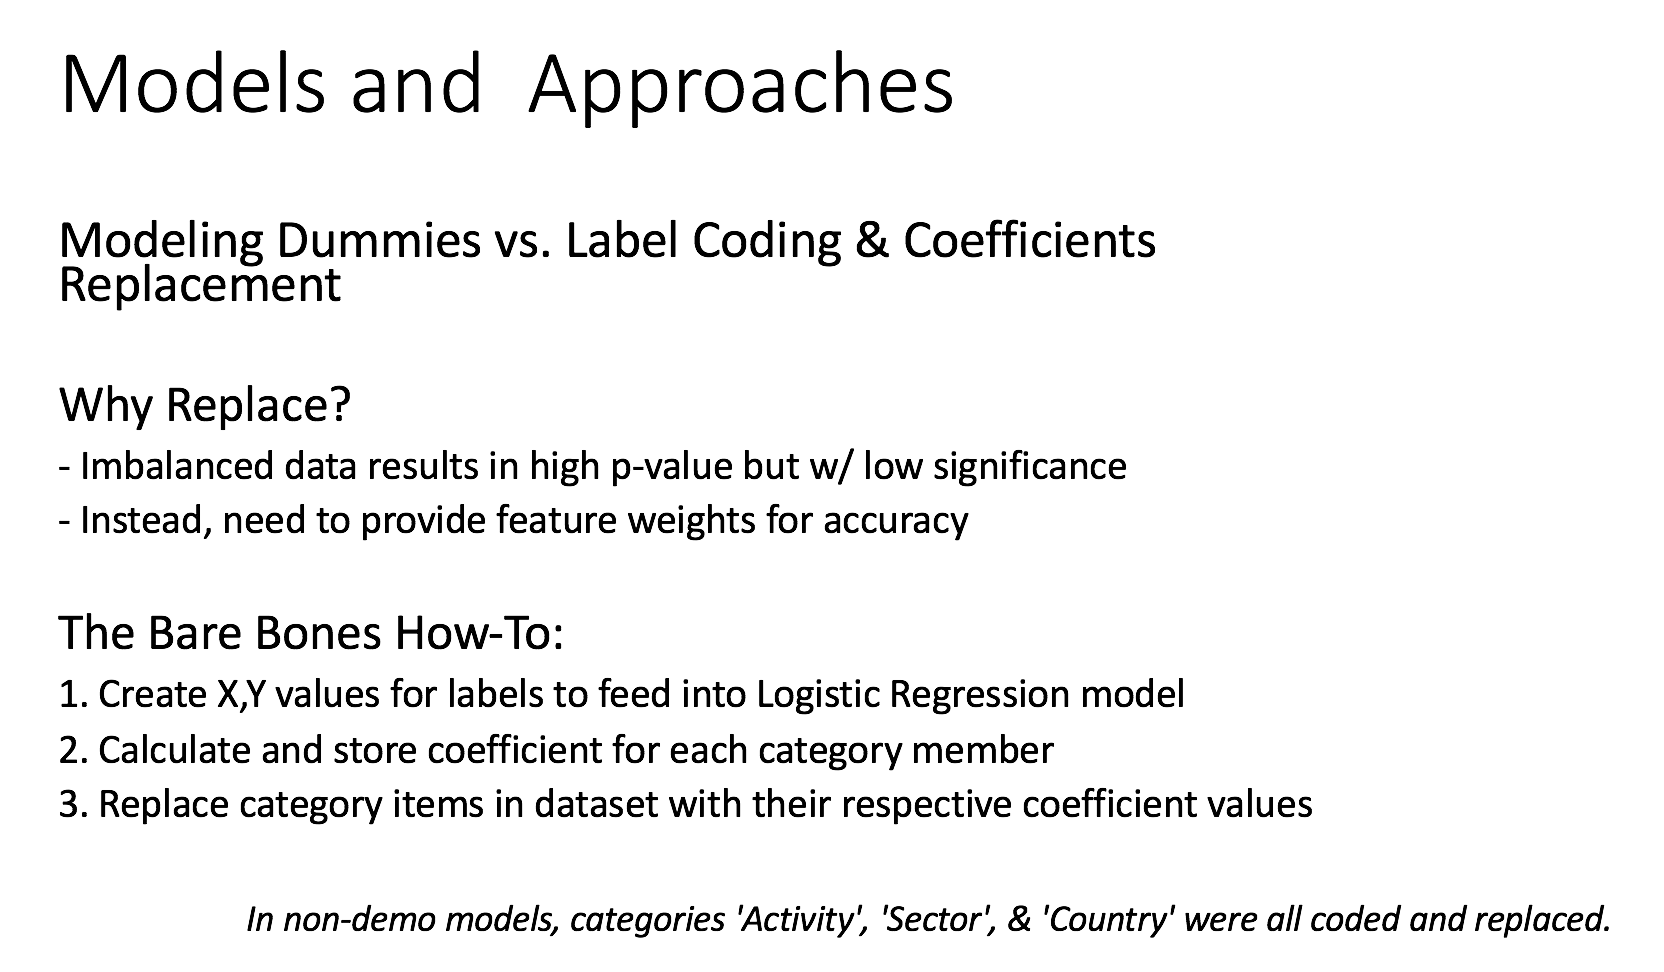 Models and  Approaches
Modeling Dummies vs. Label Coding & Coefficients
Replacement
Why Replace?
- Imbalanced data results in high p-value but w/ low significance
- Instead, need to provide feature weights for accuracy
The Bare Bones How-To:
1. Create X,Y values for labels to feed into Logistic Regression model
2. Calculate and store coefficient for each category member
3. Replace category items in dataset with their respective coefficient values
In non-demo models, categories 'Activity', 'Sector', & 'Country' were all coded and replaced.